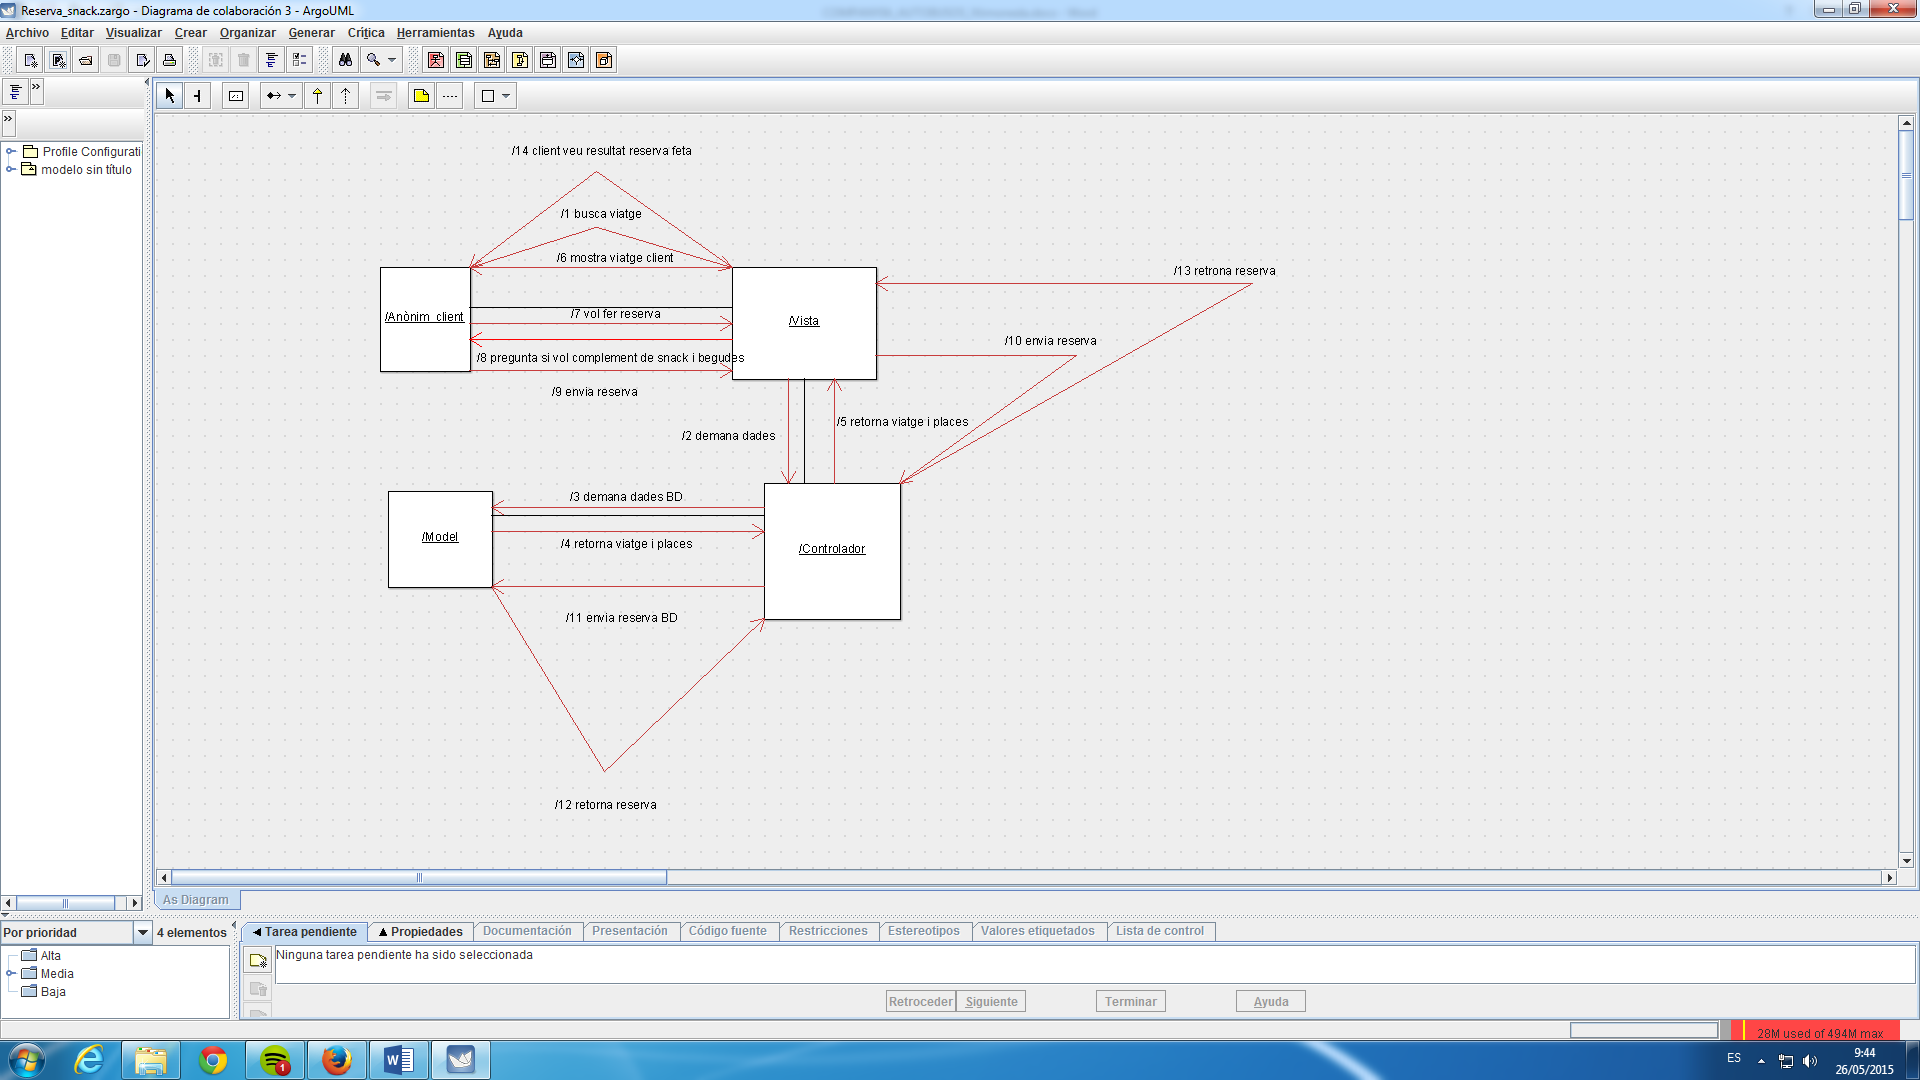 Reserva_snack.zargo - Diagrama de colaboración 3 - ArgoUML
Archivo Editar Visualizar Crear Organizar Generar Crítica Herramientas Ayuda
Profile Configurati
modelo sin título
/14 client veu resultat reserva feta
/1 busca viatge
/6 mostra viatge client
/13 retrona reserva
/Anònim_client
/7 vol fer reserva
/Vista
/10 envia reserva
/8 pregunta si vol complement de snack i begudes
/9 envia reserva
/2 demana dades
/5 retorna viatge i places
/3 demana dades BD
/Model
/4 retorna viatge i places
/Controlador
/11 envia reserva BD
/12 retorna reserva
As Diagram
Por prioridad 4 elementos
Tarea pendiente Propiedades Documentación Presentación Código fuente Restricciones Estereotipos Valores etiquetados Lista de control
Alta
Media
Baja
Ninguna tarea pendiente ha sido seleccionada
Retroceder Siguiente Terminar Ayuda
28M used of 494M max
1
ES
9:44
26/05/2015